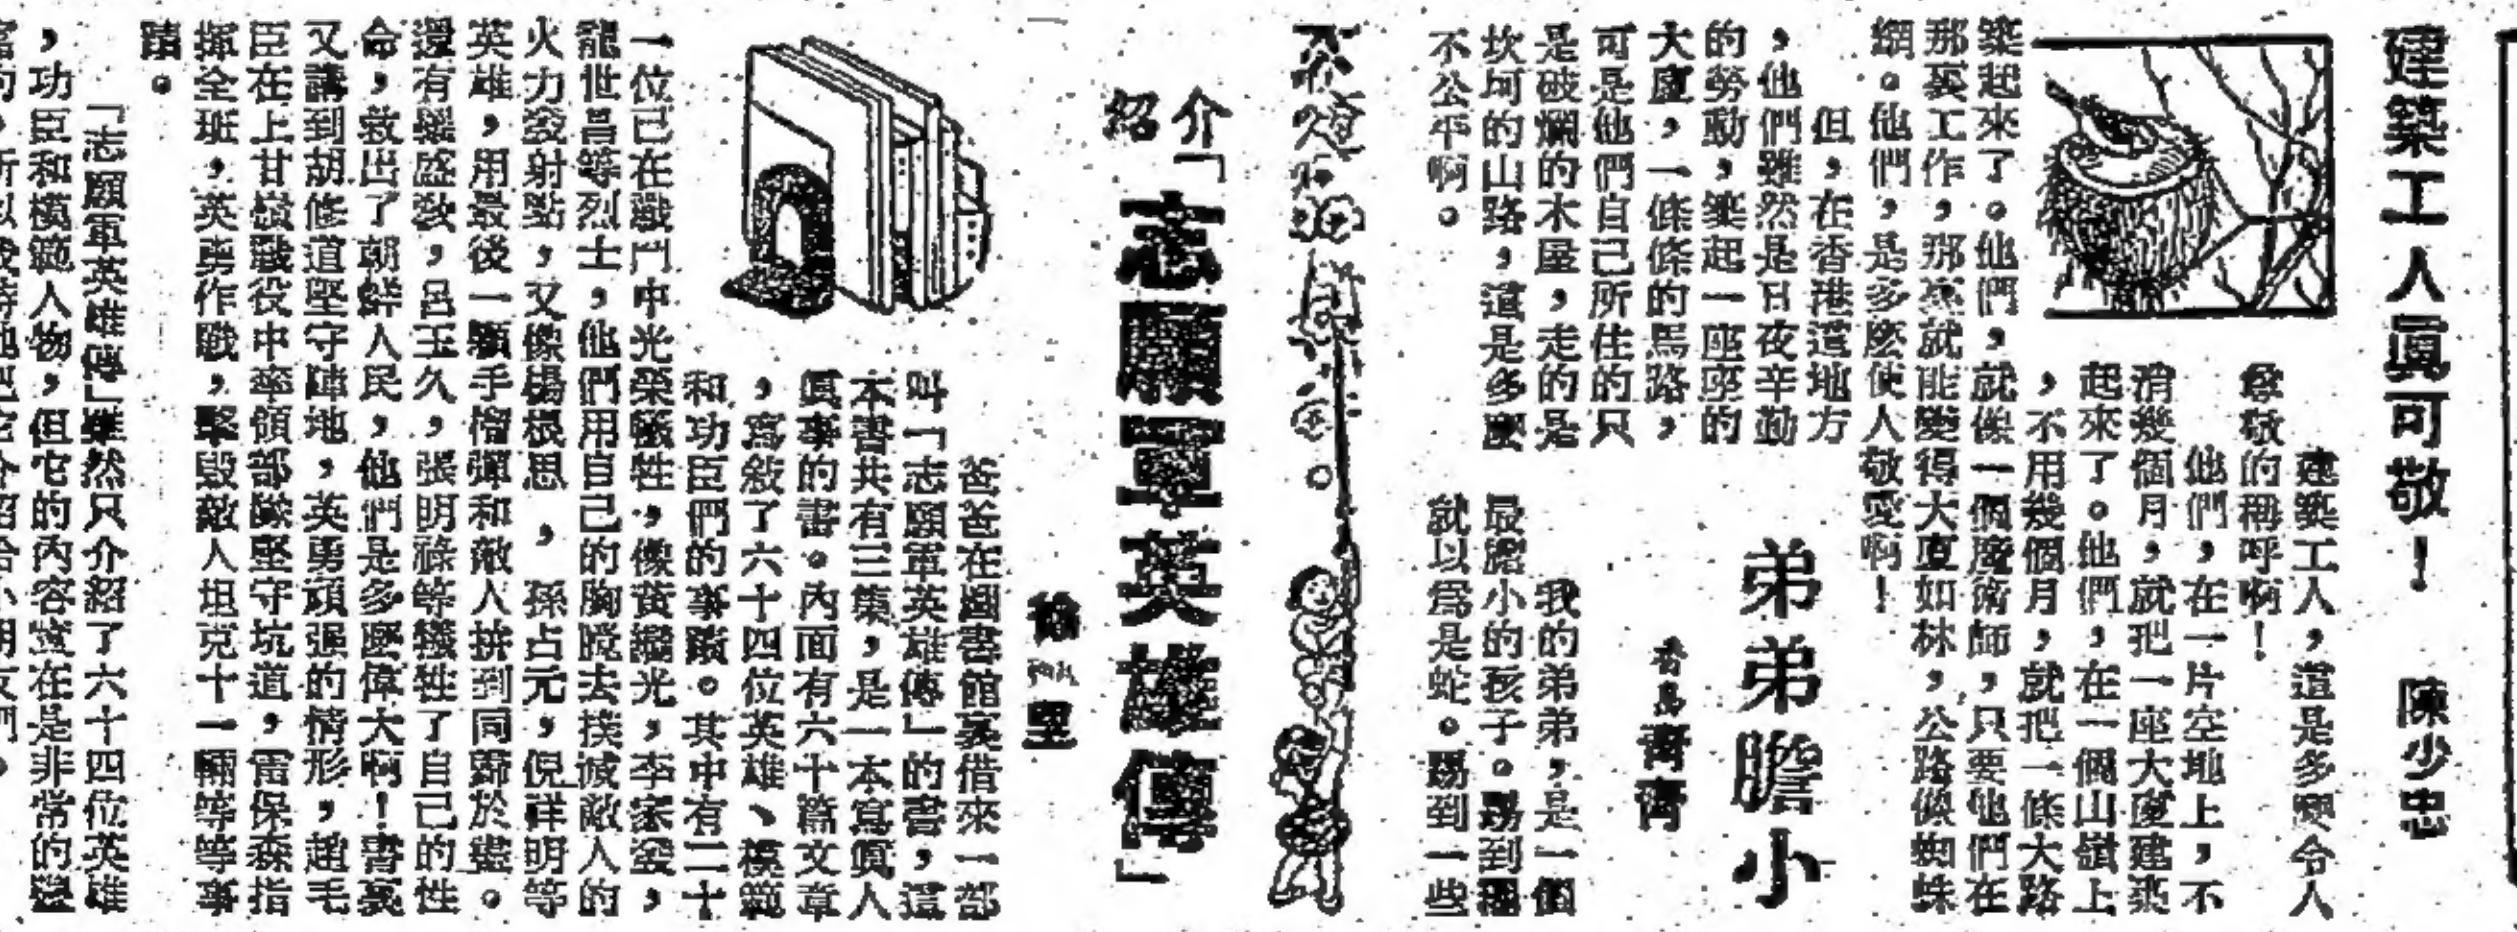 建築工人眞可敬！　陳少忠
建築工人，這是多麼令人
尊敬的稱呼啊！
他們，在一片空地上，不
消幾個月，就把一座大廈建築
起來了。他們，在一個山嶺上
，不用幾個月，就把一條大路
築起來了。他們，就像一個魔術師，只要他們在
那裏工作，那裏就能變得大廈如林，公路像蜘蛛
網。他們，是多麼使人敬愛啊！
但，在香港這地方
，他們雖然是日夜辛勤
的勞動，築起一座座的
大廈，一條條的馬路，
可是他們自己所住的只
是破爛的木屋，走的是
坎坷的山路，這是多麼
不公平啊。
弟弟膽小
香島 齊齊
我的弟弟，是一個
最膽小的孩子。踢到
就以爲是蛇。踢到一些
介紹「志願軍英雄傳」
里
爸爸在圖書館裏借來一部
叫「志願軍英雄傳」的書，這
本書共有三集，是一本寫眞人
眞事的書。內面有六十篇文章
，寫敍了六十四位英雄、模範
和功臣們的事蹟。其中有二十
一位已在戰鬥中光榮犧牲，像黃繼光，李家發，
龍世昌等烈士，他們用自己的胸膛去撲滅敵人的
火力發射點，又像楊根思，孫占元，倪祥明等
英雄，用最後一顆手榴彈和敵人拚到同歸於盡。
還有羅盛敎，呂玉久，張明祿等犧牲了自己的性
命，救出了朝鮮人民，他們是多麼偉大啊！書裏
又講到胡修道堅守陣地，英勇頑強的情形，趙毛
臣在上甘嶺戰役中率領部隊堅守坑道，雷保森指
揮全班，英勇作戰，擊毀敵人坦克十一輛等等事
蹟。
「志願軍英雄傳」雖然只介紹了六十四位英雄
，功臣和模範人物，但它的內容實在是非常的豐
富的，所以我特地把它介紹給小朋友們。